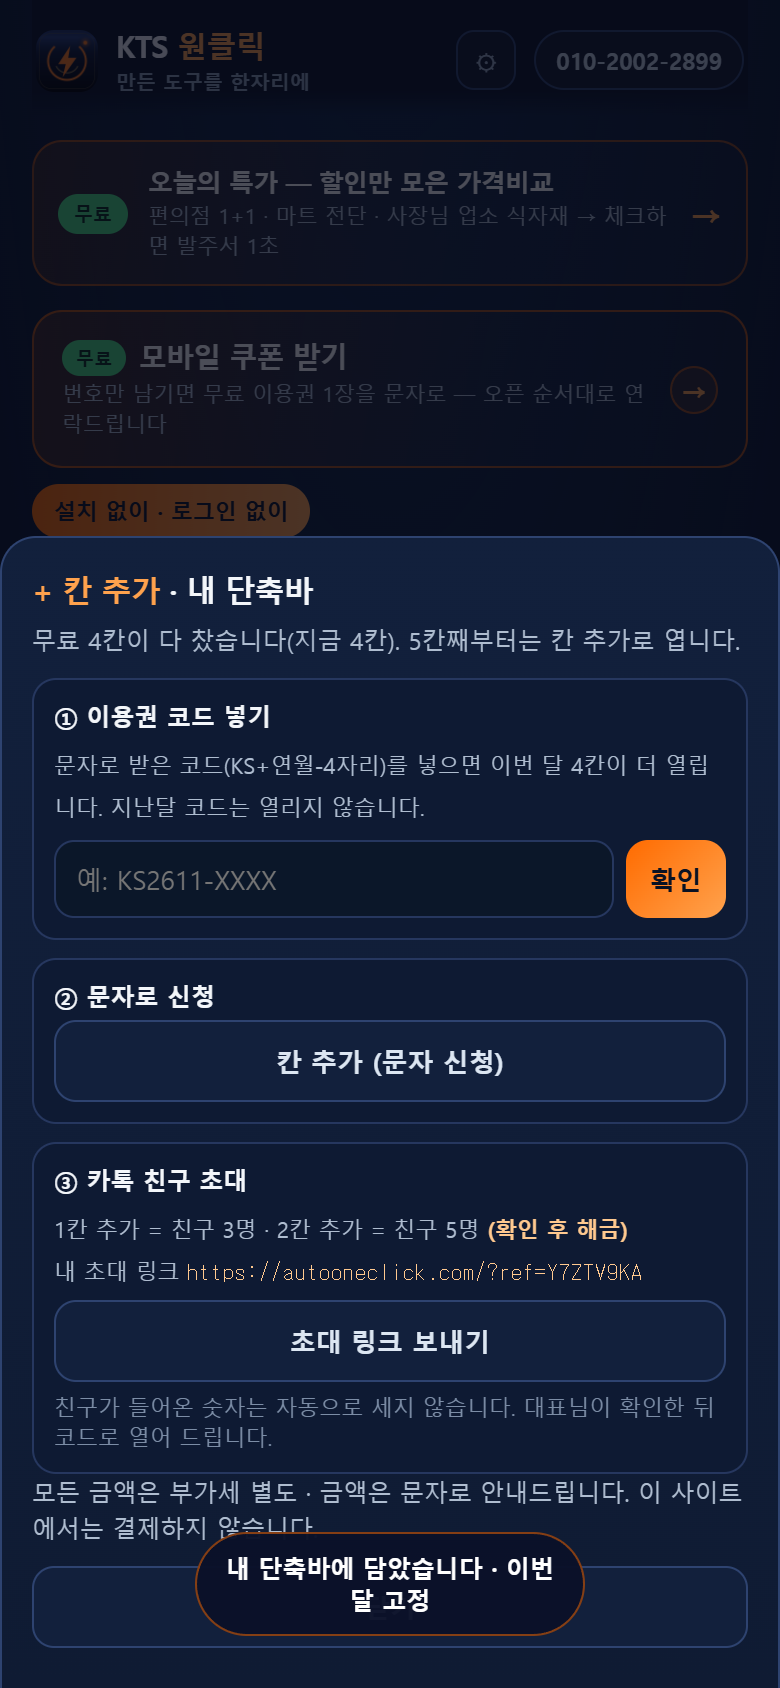 KTS 원클릭
만든 도구를 한자리에
010-2002-2899
무료
오늘의 특가 — 할인만 모은 가격비교
편의점 1+1 · 마트 전단 · 사장님 업소 식자재 → 체크하
면 발주서 1초
→
무료
모바일 쿠폰 받기
번호만 남기면 무료 이용권 1장을 문자로 — 오픈 순서대로 연
락드립니다
→
설치 없이 · 로그인 없이
+ 칸 추가 · 내 단축바
무료 4칸이 다 찼습니다(지금 4칸). 5칸째부터는 칸 추가로 엽니다.
① 이용권 코드 넣기
문자로 받은 코드(KS+연월-4자리)를 넣으면 이번 달 4칸이 더 열립
니다. 지난달 코드는 열리지 않습니다.
예: KS2611-XXXX
확인
② 문자로 신청
칸 추가 (문자 신청)
③ 카톡 친구 초대
1칸 추가 = 친구 3명 · 2칸 추가 = 친구 5명 (확인 후 해금)
내 초대 링크 https://autooneclick.com/?ref=Y7ZTV9KA
초대 링크 보내기
친구가 들어온 숫자는 자동으로 세지 않습니다. 대표님이 확인한 뒤
코드로 열어 드립니다.
모든 금액은 부가세 별도 · 금액은 문자로 안내드립니다. 이 사이트
에서는 결제하지 않습니다.
내 단축바에 담았습니다 · 이번
달 고정